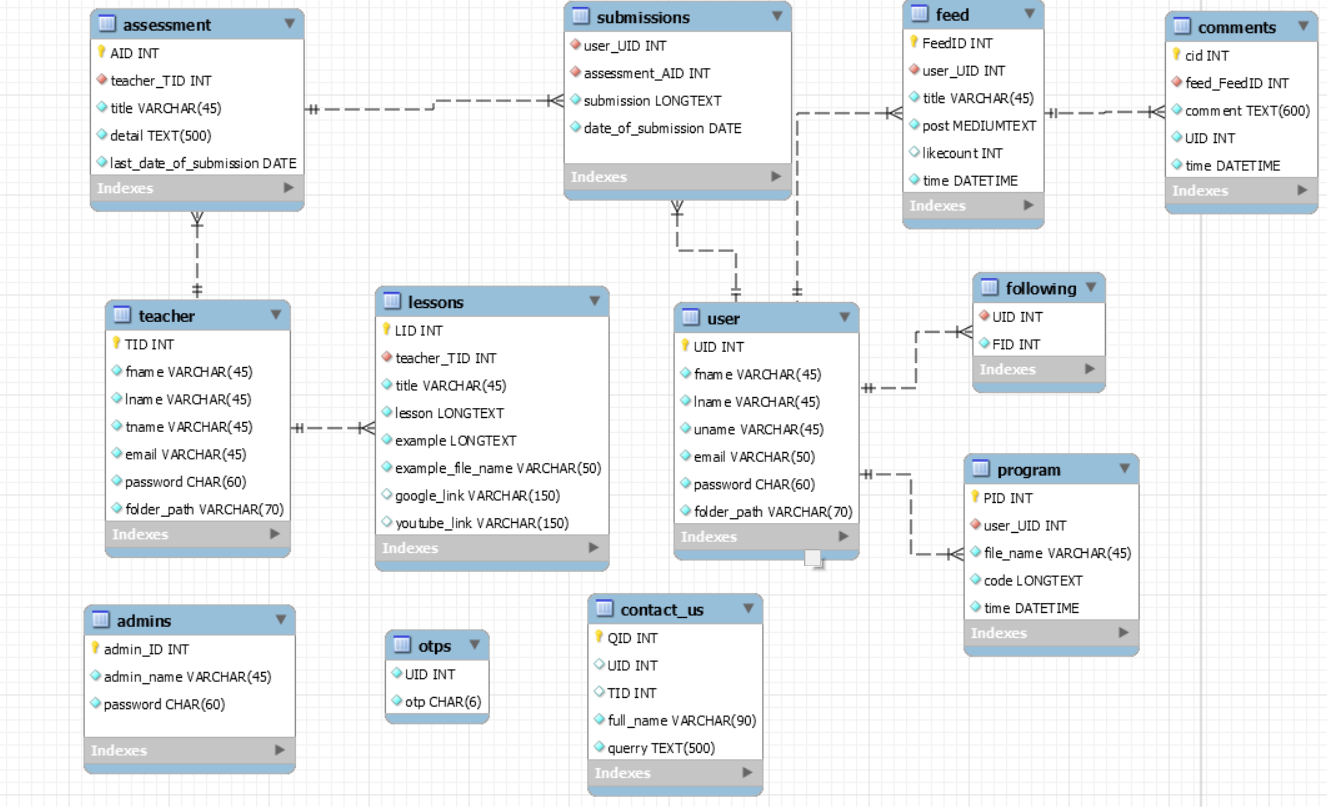 assessment
AID INT
teacher_TID INT
title VARCHAR(45)
detail TEXT(500)
last_date_of_submission DATE
Indexes
submissions
user_UID INT
assessment_AID INT
submission LONGTEXT
date_of_submission DATE
Indexes
feed
FeedID INT
user_UID INT
title VARCHAR(45)
post MEDIUMTEXT
likecount INT
time DATETIME
Indexes
comments
cid INT
feed_FeedID INT
comment TEXT(600)
UID INT
time DATETIME
Indexes
teacher
TID INT
fname VARCHAR(45)
lname VARCHAR(45)
tname VARCHAR(45)
email VARCHAR(45)
password CHAR(60)
folder_path VARCHAR(70)
Indexes
lessons
LID INT
teacher_TID INT
title VARCHAR(45)
lesson LONGTEXT
example LONGTEXT
example_file_name VARCHAR(50)
google_link VARCHAR(150)
youtube_link VARCHAR(150)
Indexes
user
UID INT
fname VARCHAR(45)
lname VARCHAR(45)
uname VARCHAR(45)
email VARCHAR(50)
password CHAR(60)
folder_path VARCHAR(70)
Indexes
following
UID INT
FID INT
Indexes
program
PID INT
user_UID INT
file_name VARCHAR(45)
code LONGTEXT
time DATETIME
Indexes
admins
admin_ID INT
admin_name VARCHAR(45)
password CHAR(60)
Indexes
otps
UID INT
otp CHAR(6)
contact_us
QID INT
UID INT
TID INT
full_name VARCHAR(90)
querry TEXT(500)
Indexes